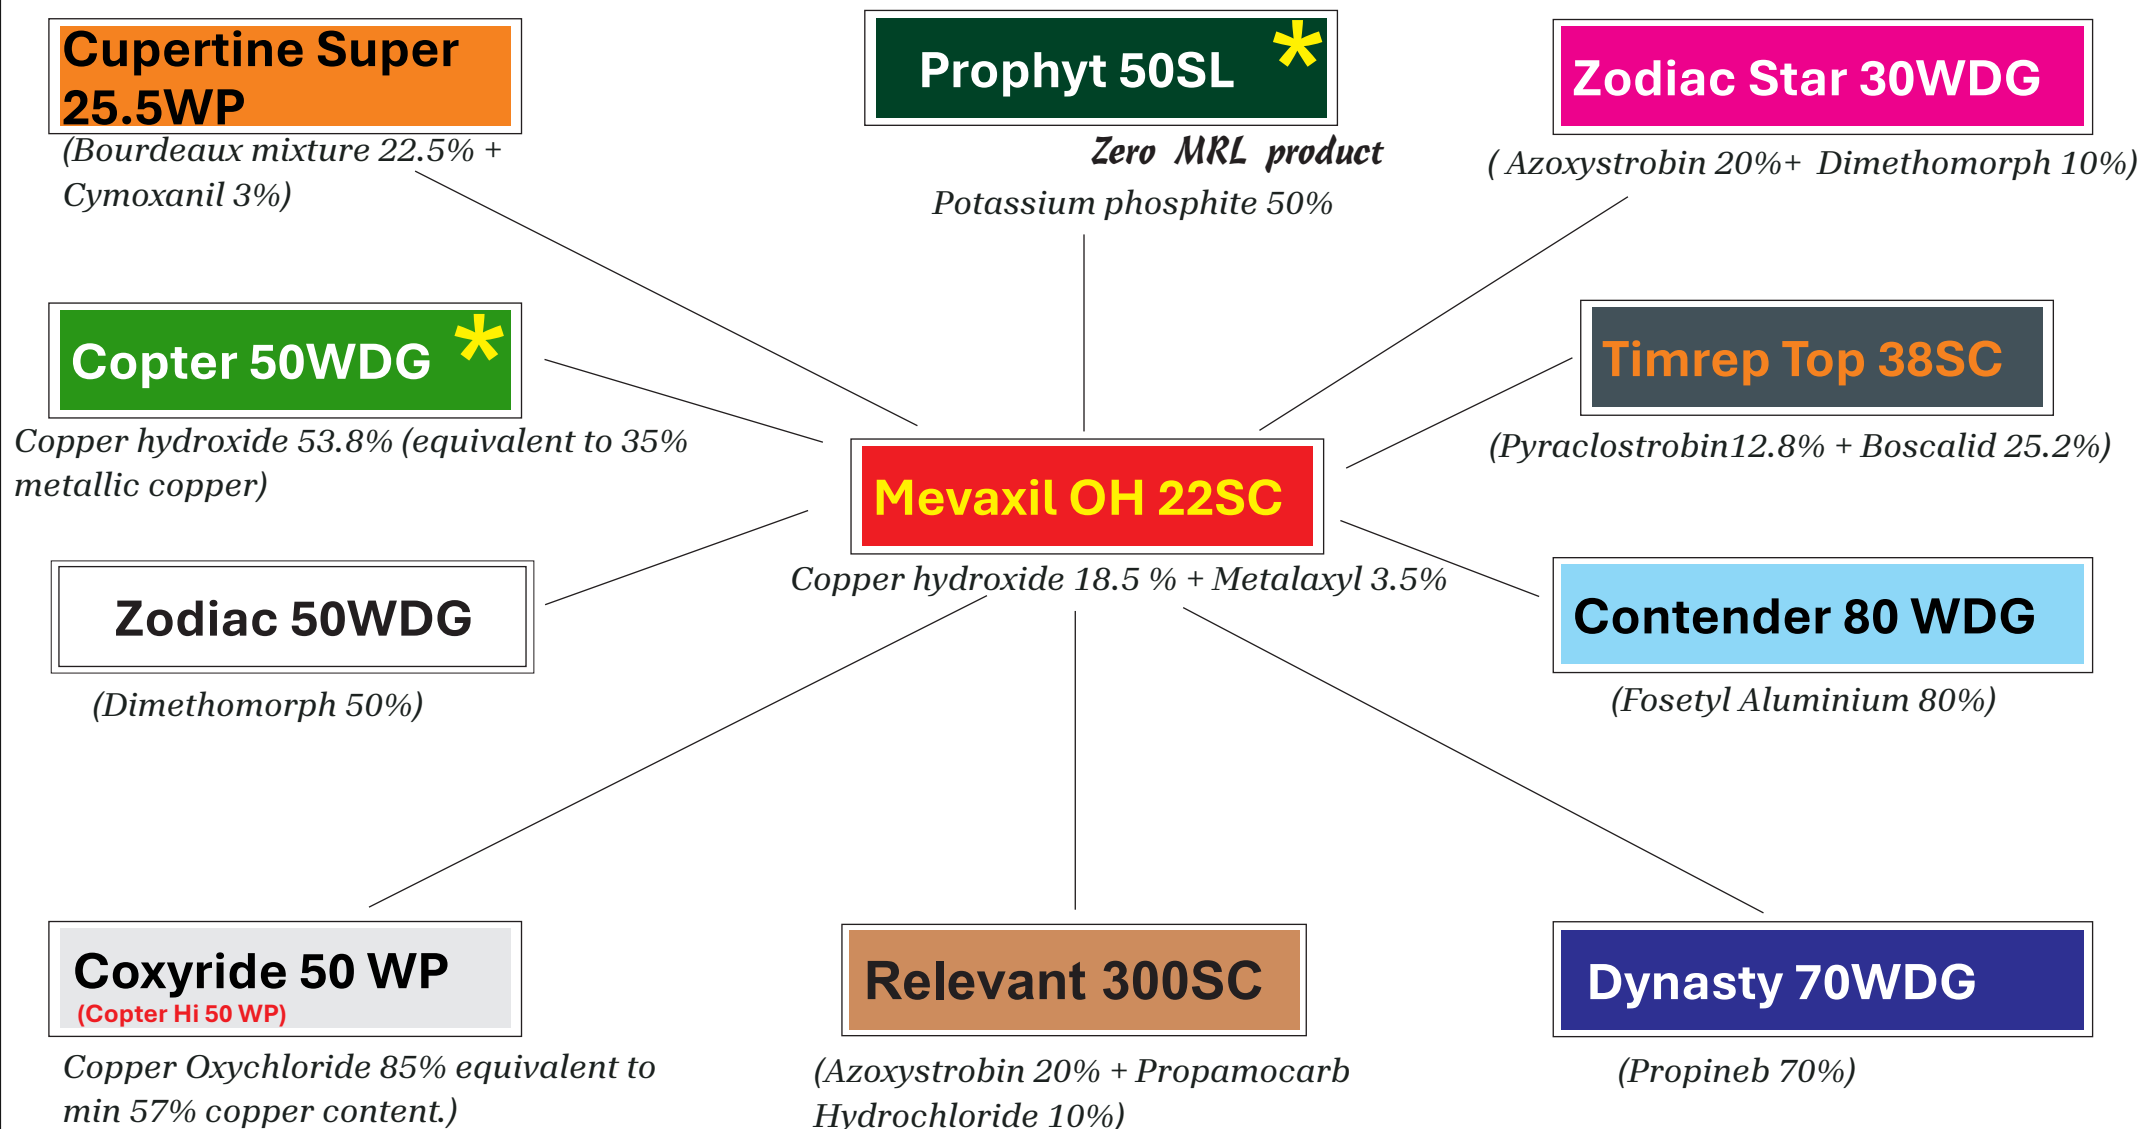 Cupertine Super
25.5WP
(Bourdeaux mixture 22.5% +
Cymoxanil 3%)
Prophyt 50SL *
Zero MRL product
Potassium phosphite 50%
Zodiac Star 30WDG
( Azoxystrobin 20%+ Dimethomorph 10%)
Copter 50WDG *
Copper hydroxide 53.8% (equivalent to 35%
metallic copper)
Timrep Top 38SC
(Pyraclostrobin12.8% + Boscalid 25.2%)
Mevaxil OH 22SC
Copper hydroxide 18.5 % + Metalaxyl 3.5%
Zodiac 50WDG
(Dimethomorph 50%)
Contender 80 WDG
(Fosetyl Aluminium 80%)
Coxyride 50 WP
(Copter Hi 50 WP)
Copper Oxychloride 85% equivalent to
min 57% copper content.)
Relevant 300SC
(Azoxystrobin 20% + Propamocarb
Hydrochloride 10%)
Dynasty 70WDG
(Propineb 70%)